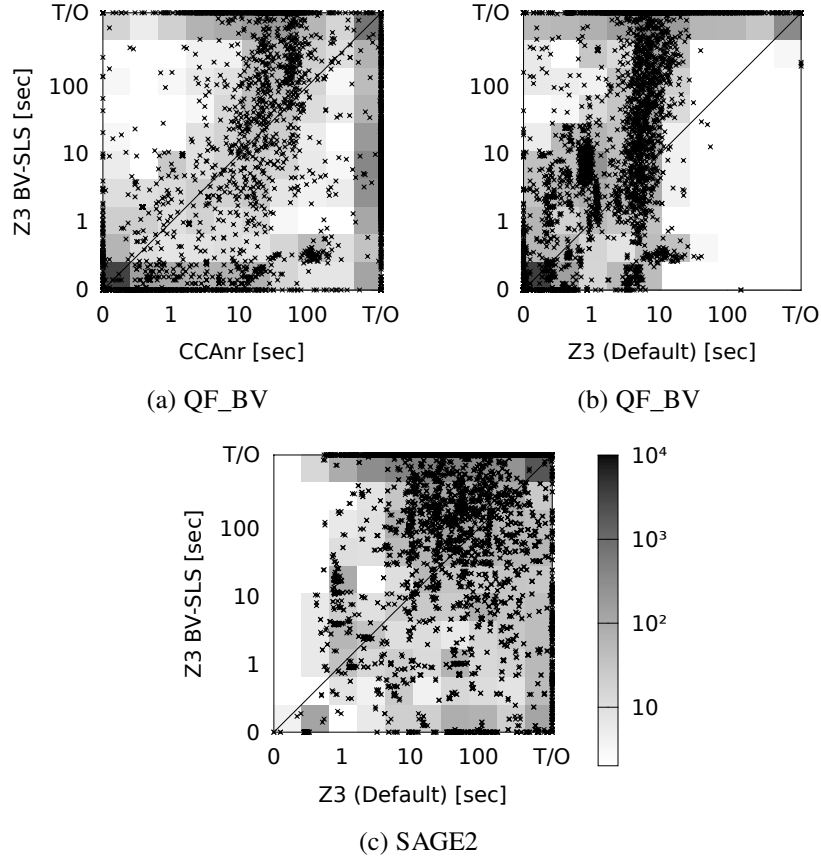 T/O
100
10
1
0
Z3 BV-SLS [sec]
0 1 10 100 T/O
CCAnr [sec]
(a) QF_BV
T/O
100
10
1
0
0 1 10 100 T/O
Z3 (Default) [sec]
(b) QF_BV
T/O
100
10
1
0
Z3 BV-SLS [sec]
0 1 10 100 T/O
Z3 (Default) [sec]
10⁴
10³
10²
10
(c) SAGE2